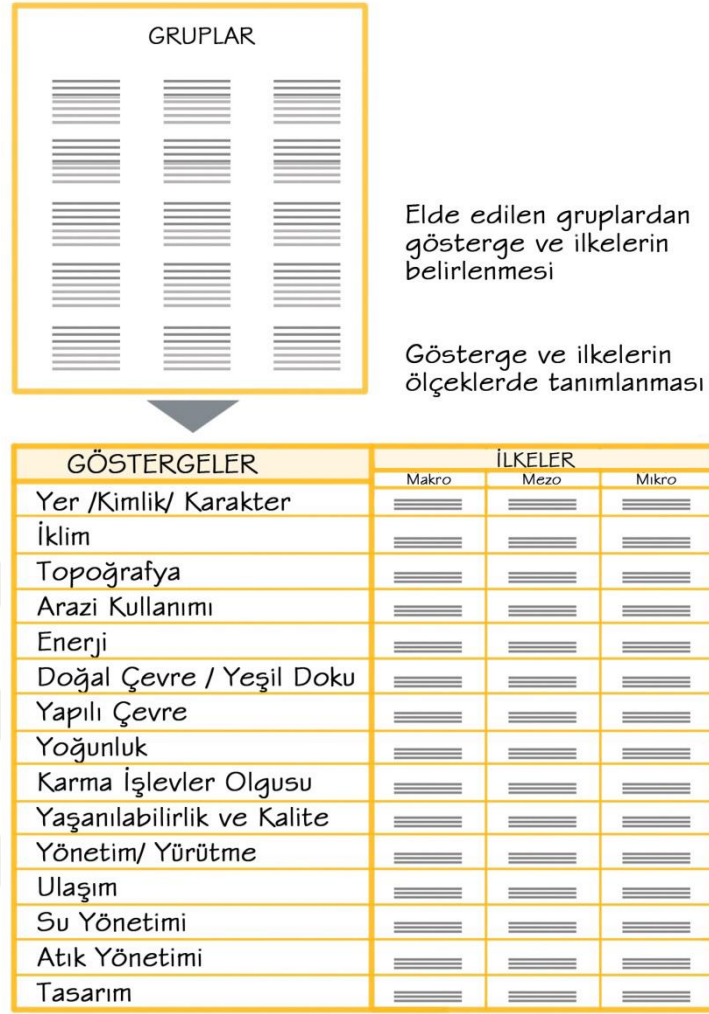 GRUPLAR
Elde edilen gruplardan
gösterge ve ilkelerin
belirlenmesi
Gösterge ve ilkelerin
ölçeklerde tanımlanması
GÖSTERGELER
İLKELER
Makro Mezo Mikro
Yer /Kimlik/ Karakter
İklim
Topoğrafya
Arazi Kullanımı
Enerji
Doğal Çevre / Yeşil Doku
Yapılı Çevre
Yoğunluk
Karma İşlevler Olgusu
Yaşanılabilirlik ve Kalite
Yönetim/ Yürütme
Ulaşım
Su Yönetimi
Atık Yönetimi
Tasarım